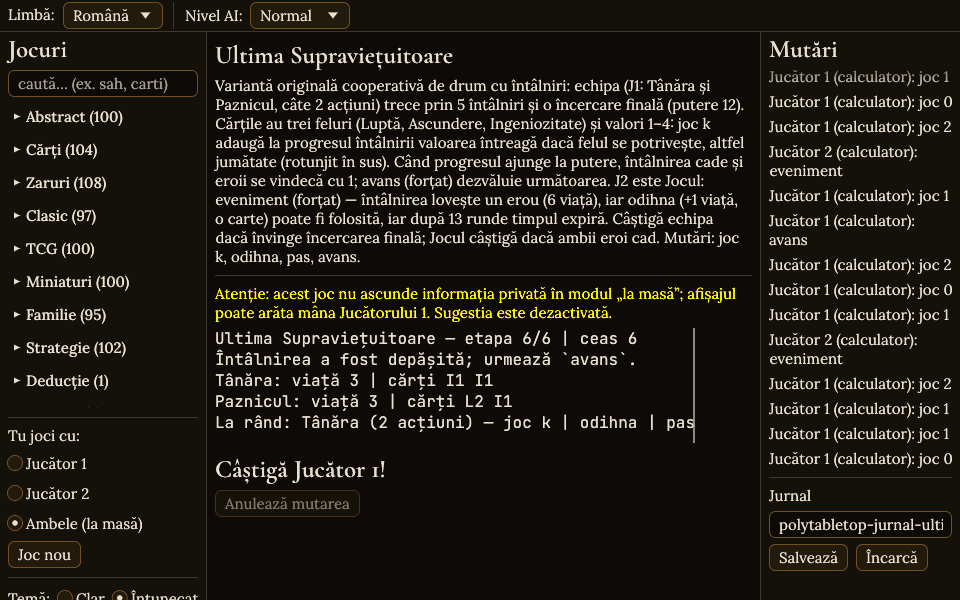 Limbă: Română ▼ Nivel AI: Normal ▼
Jocuri
caută... (ex. sah, carti)
▸ Abstract (100)
▸ Cărți (104)
▸ Zaruri (108)
▸ Clasic (97)
▸ TCG (100)
▸ Miniaturi (100)
▸ Familie (95)
▸ Strategie (102)
▸ Deducție (1)
Tu joci cu:
Jucător 1
Jucător 2
Ambele (la masă)
Joc nou
Temă: Clar Întunecat
Ultima Supraviețuitoare
Variantă originală cooperativă de drum cu întâlniri: echipa (J1: Tânăra și
Paznicul, câte 2 acțiuni) trece prin 5 întâlniri și o încercare finală (putere 12).
Cărțile au trei feluri (Luptă, Ascundere, Ingeniozitate) și valori 1–4: joc k
adaugă la progresul întâlnirii valoarea întreagă dacă felul se potrivește, altfel
jumătate (rotunjit în sus). Când progresul ajunge la putere, întâlnirea cade și
eroii se vindecă cu 1; avans (forțat) dezvăluie următoarea. J2 este Jocul:
eveniment (forțat) — întâlnirea lovește un erou (6 viață), iar odihna (+1 viață,
o carte) poate fi folosită, iar după 13 runde timpul expiră. Câștigă echipa
dacă învinge încercarea finală; Jocul câștigă dacă ambii eroi cad. Mutări: joc
k, odihna, pas, avans.
Atenție: acest joc nu ascunde informația privată în modul „la masă”; afișajul
poate arăta mâna Jucătorului 1. Sugestia este dezactivată.
Ultima Supraviețuitoare — etapa 6/6 | ceas 6
Întâlnirea a fost depășită; urmează `avans`.
Tânăra: viață 3 | cărți I1 I1
Paznicul: viață 3 | cărți L2 I1
La rând: Tânăra (2 acțiuni) — joc k | odihna | pas
Câștigă Jucător 1!
Anulează mutarea
Mutări
Jucător 1 (calculator): joc 1
Jucător 1 (calculator): joc 0
Jucător 1 (calculator): joc 2
Jucător 2 (calculator):
eveniment
Jucător 1 (calculator): joc 1
Jucător 1 (calculator):
avans
Jucător 1 (calculator): joc 2
Jucător 1 (calculator): joc 0
Jucător 1 (calculator): joc 1
Jucător 2 (calculator):
eveniment
Jucător 1 (calculator): joc 2
Jucător 1 (calculator): joc 1
Jucător 1 (calculator): joc 1
Jucător 1 (calculator): joc 0
Jurnal
polytabletop-jurnal-ulti
Salvează Încarcă